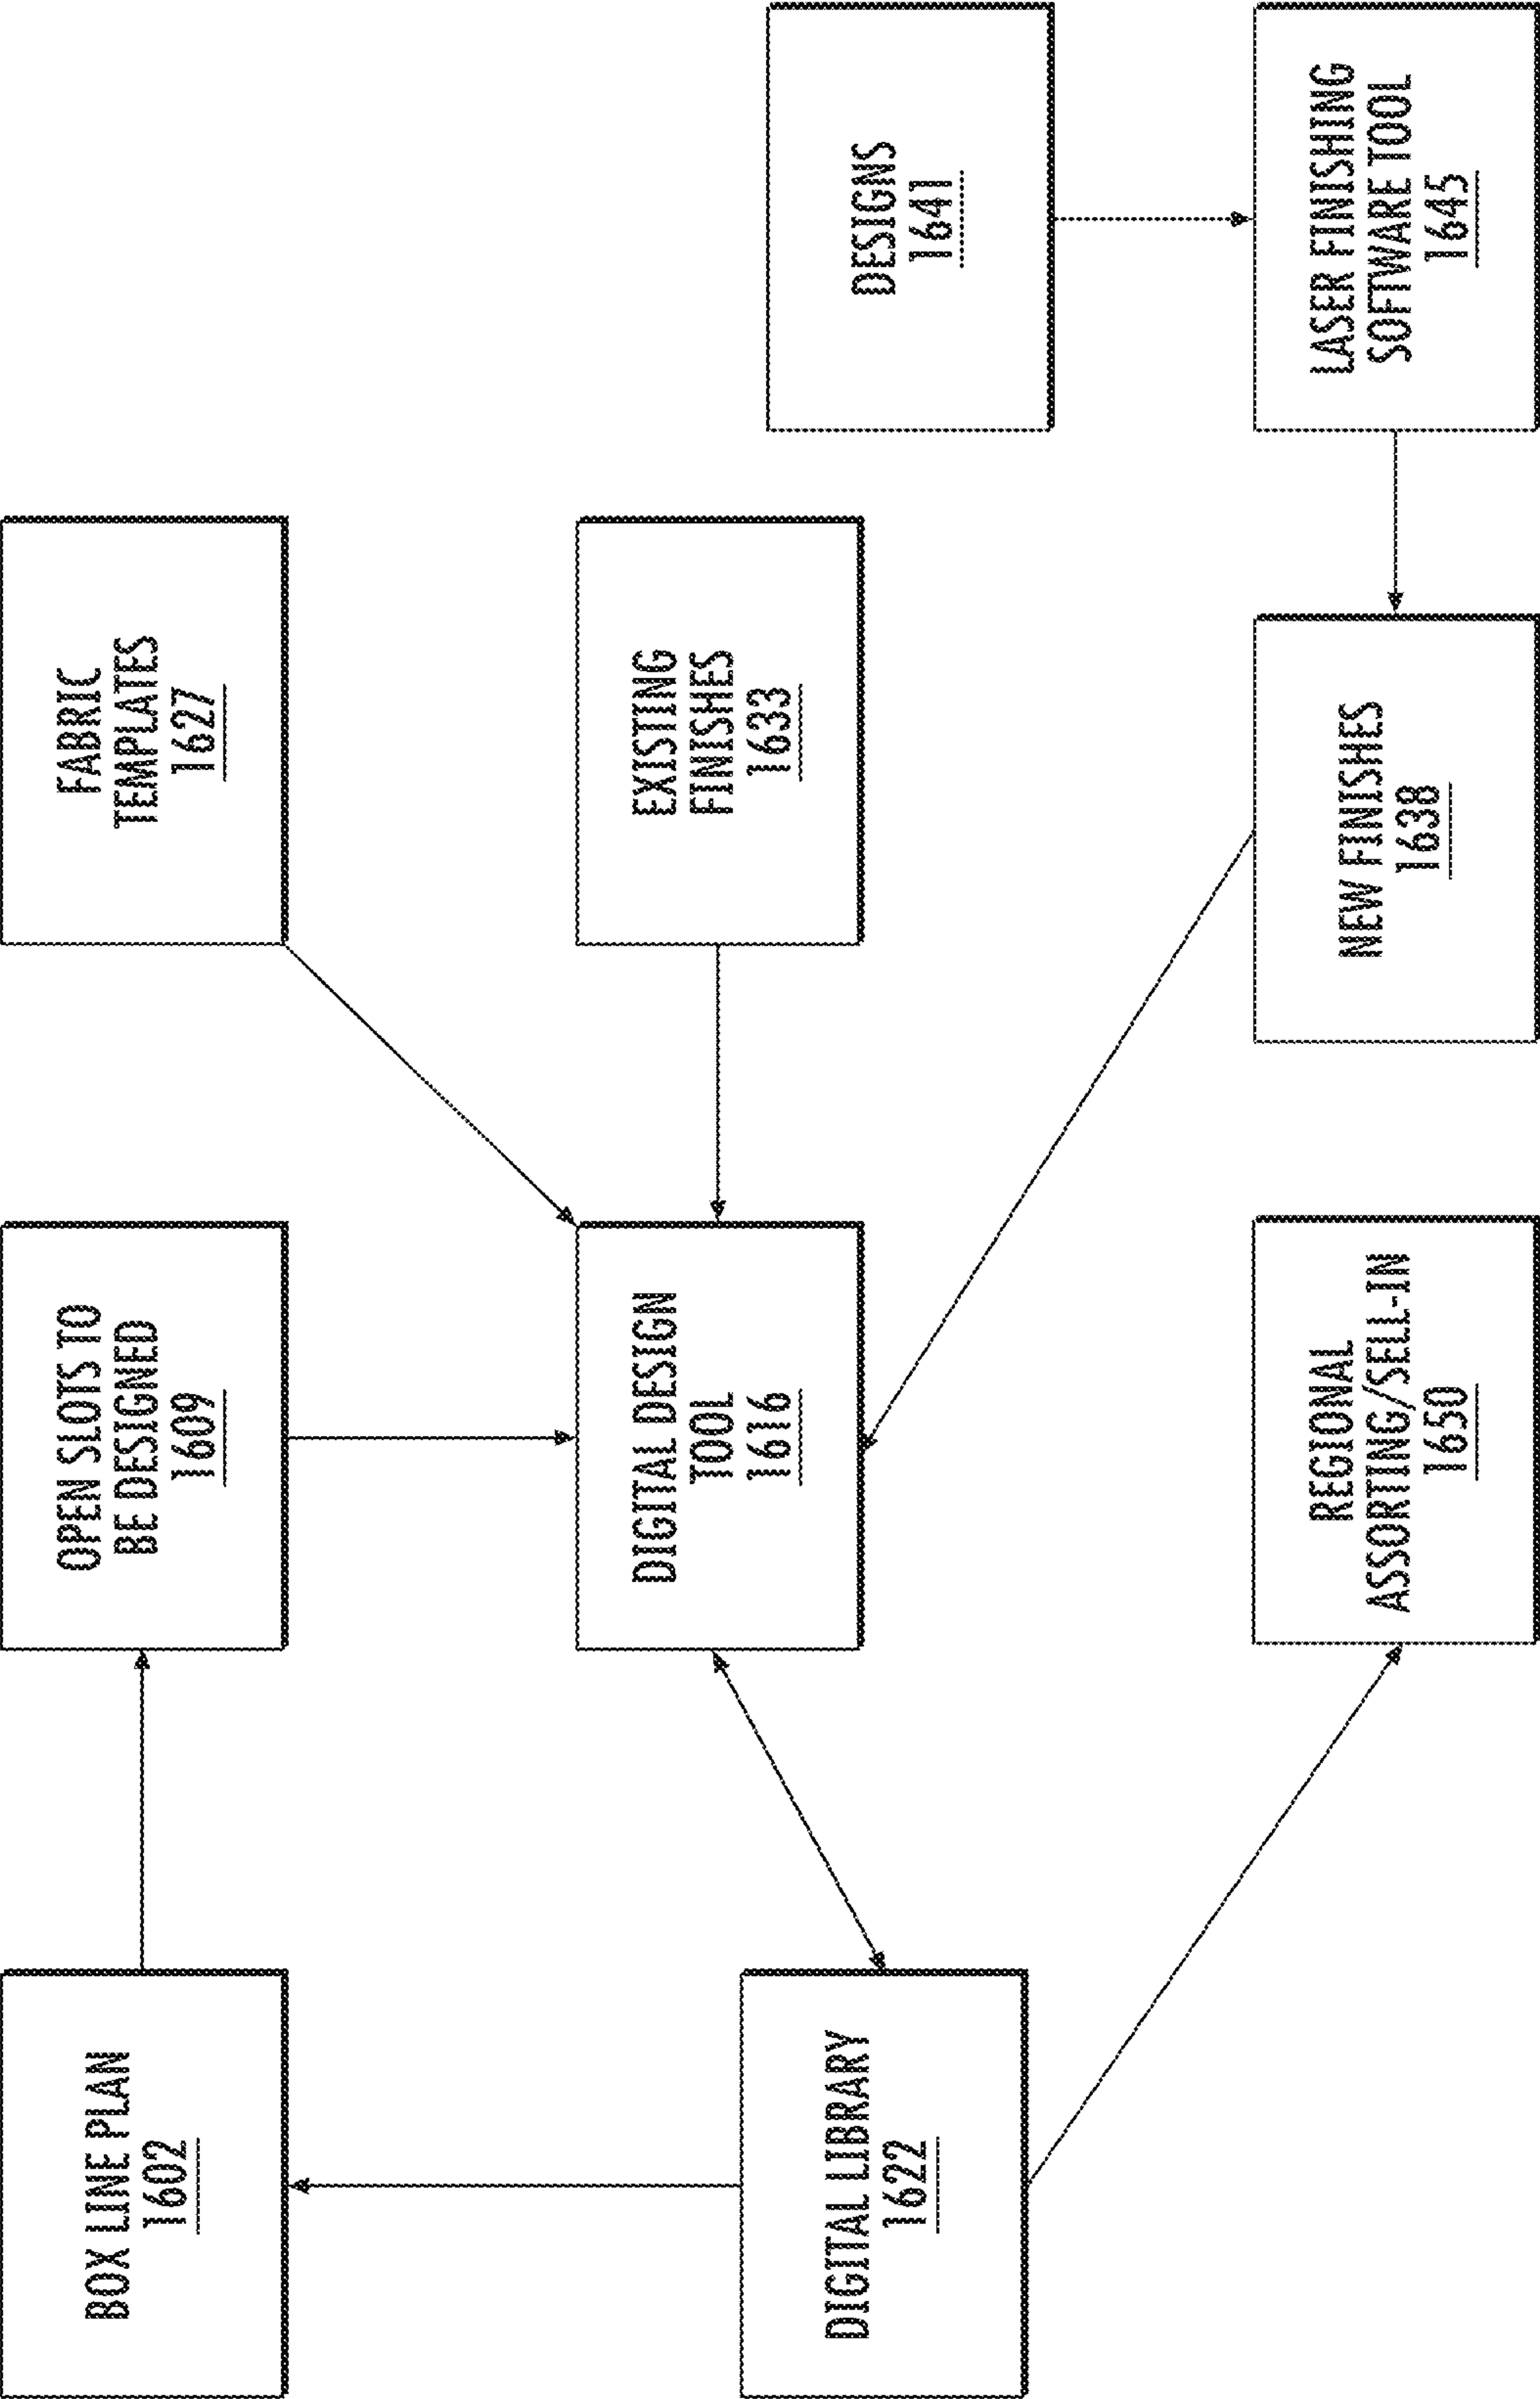 BOX LINE PLAN
1602
OPEN SLOTS TO
BE DESIGNED
1609
FABRIC
TEMPLATES
1627
DIGITAL DESIGN
TOOL
1616
EXISTING
FINISHES
1633
DIGITAL LIBRARY
1622
DESIGNS
1641
REGIONAL
ASSORTING/SELL-IN
1650
NEW FINISHES
1638
LASER FINISHING
SOFTWARE TOOL
1645